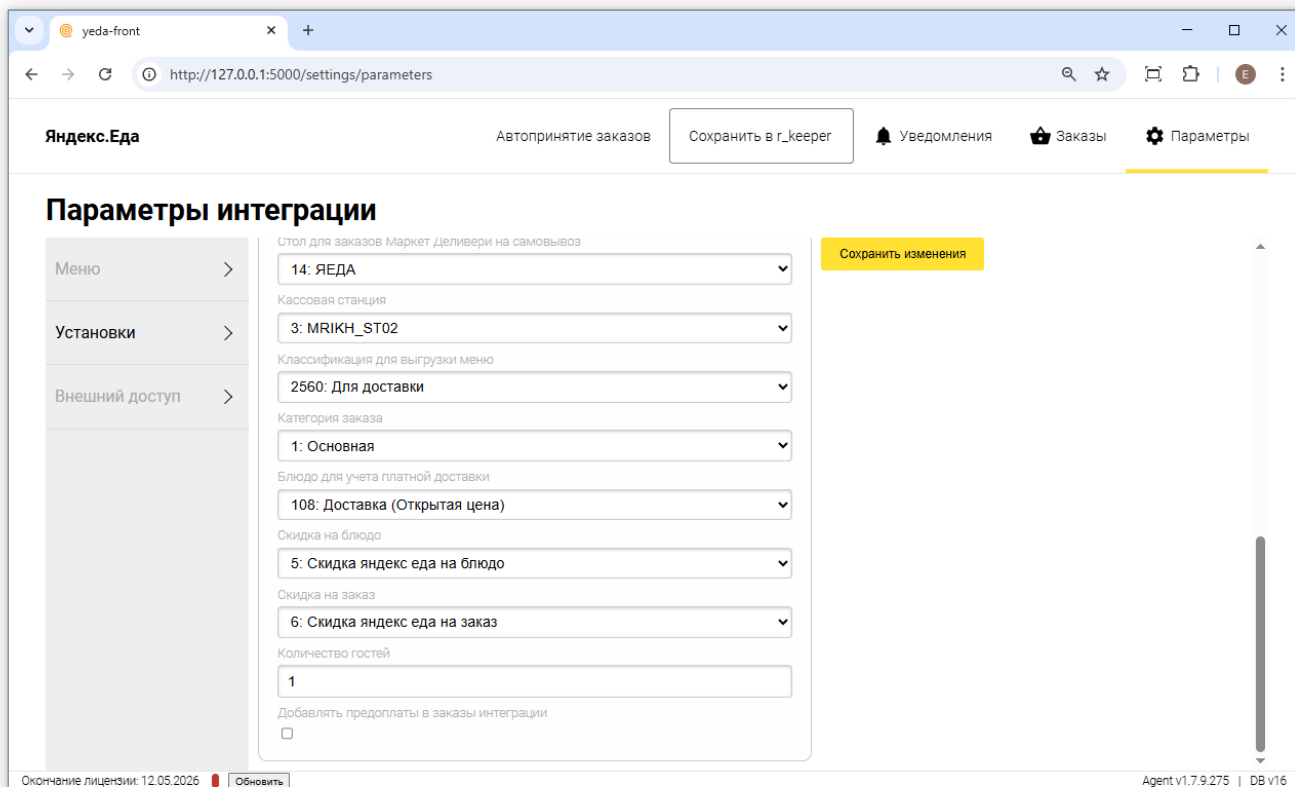 yeda-front
http://127.0.0.1:5000/settings/parameters
E
Яндекс.Еда
Автопринятие заказов
Сохранить в r_keeper
Уведомления
Заказы
Параметры
Параметры интеграции
Меню
Установки
Внешний доступ
Стол для заказов Маркет Деливери на самовывоз
14: ЯЕДА
Кассовая станция
3: MRIKH_ST02
Классификация для выгрузки меню
2560: Для доставки
Категория заказа
1: Основная
Блюдо для учета платной доставки
108: Доставка (Открытая цена)
Скидка на блюдо
5: Скидка яндекс еда на блюдо
Скидка на заказ
6: Скидка яндекс еда на заказ
Количество гостей
1
Добавлять предоплаты в заказы интеграции
Сохранить изменения
Окончание лицензии: 12.05.2026
Обновить
Agent v1.7.9.275 | DB v16